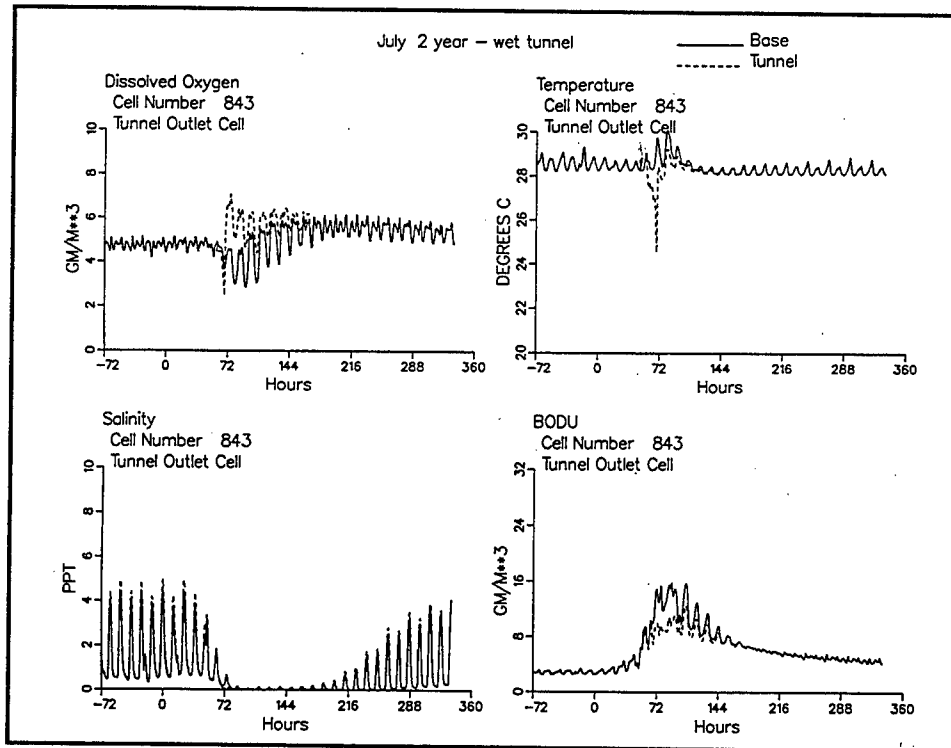 July 2 year – wet tunnel
Base
Tunnel
Dissolved Oxygen
Cell Number 843
Tunnel Outlet Cell
GM/M**3
10
8
6
4
2
0
-72 0 72 144 216 288 360
Hours
Temperature
Cell Number 843
Tunnel Outlet Cell
DEGREES C
30
28
26
24
22
20
-72 0 72 144 216 288 360
Hours
Salinity
Cell Number 843
Tunnel Outlet Cell
PPT
10
8
6
4
2
0
-72 0 72 144 216 288 360
Hours
BODU
Cell Number 843
Tunnel Outlet Cell
GM/M**3
32
24
16
8
0
-72 0 72 144 216 288 360
Hours